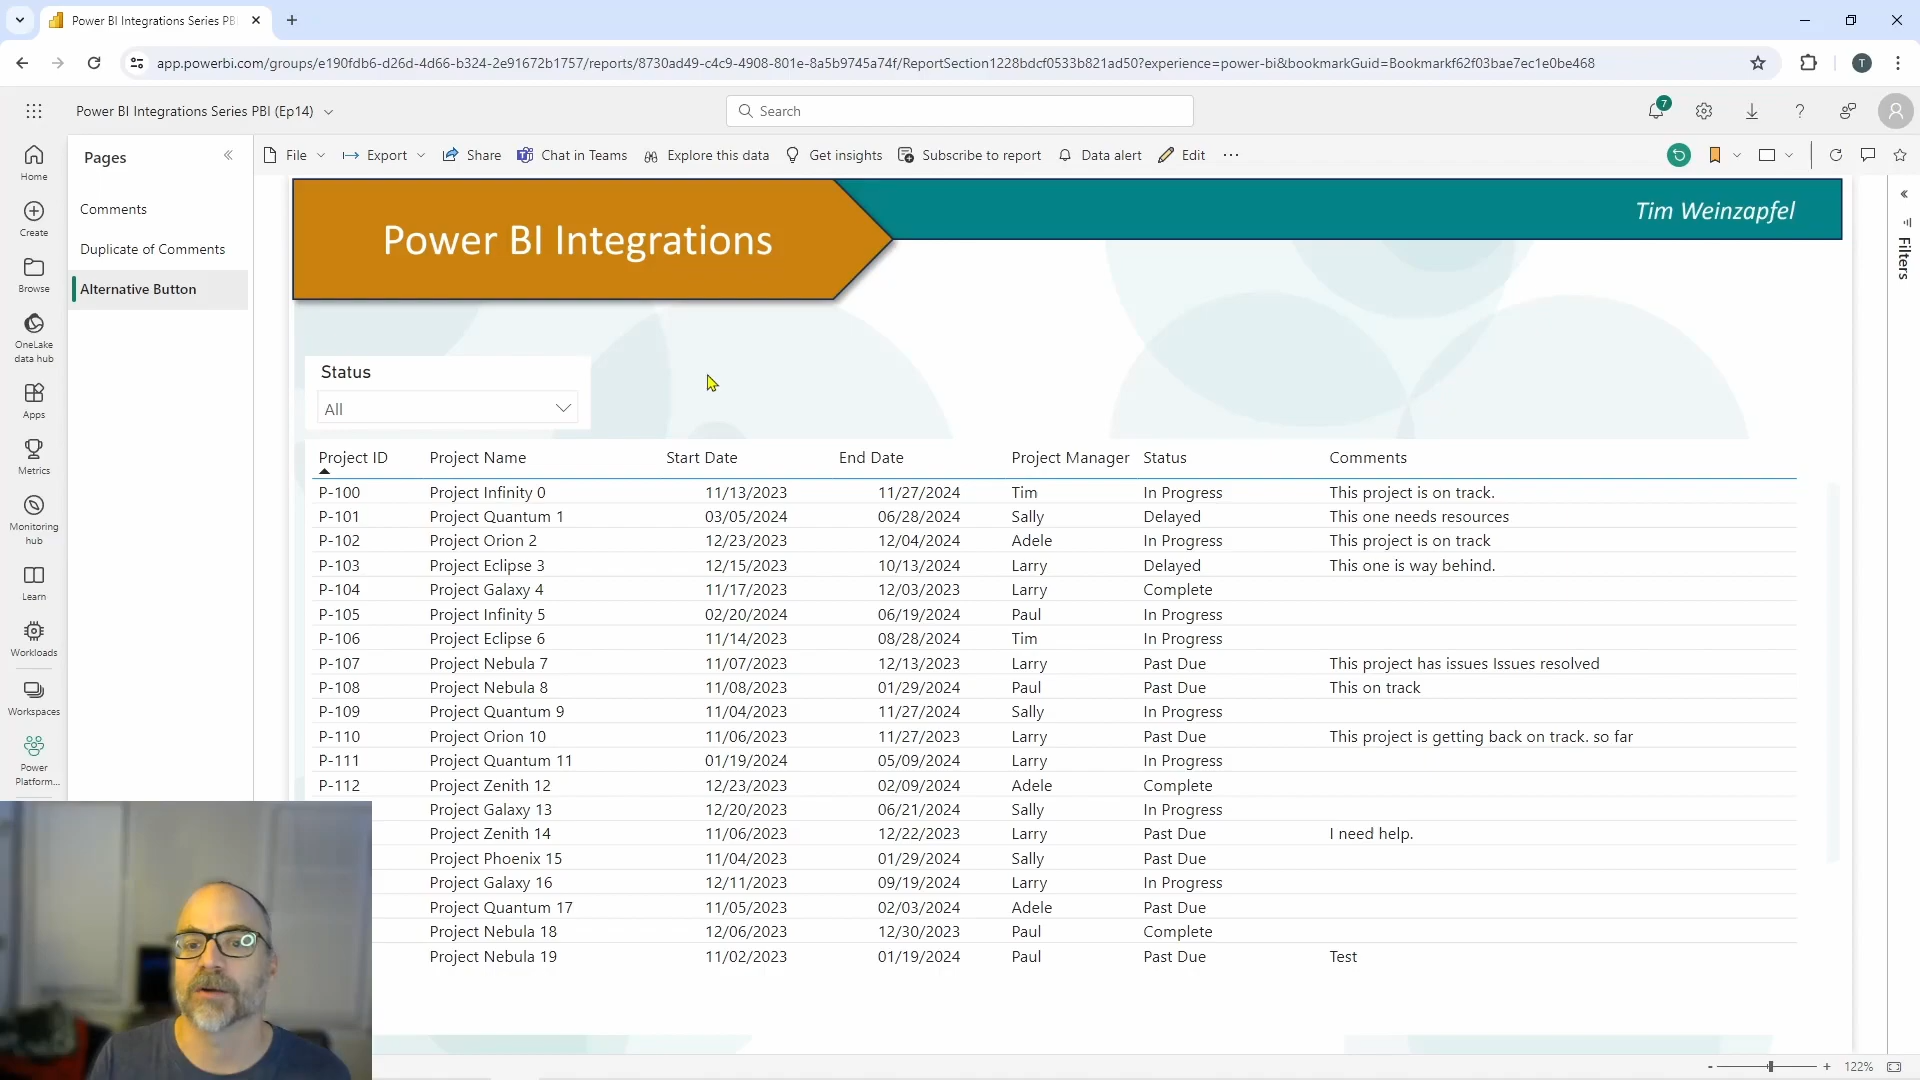 Power BI Integrations Series PB
app.powerbi.com/groups/e190fdb6-d26d-4d66-b324-2e91672b1757/reports/8730ad49-c4c9-4908-801e-8a5b9745a74f/ReportSection1228bdcf0533b821ad50?experience=power-bi&bookmarkGuid=Bookmarkf62f03bae7ec1e0be468
T
Power BI Integrations Series PBI (Ep14)
Search
7
Pages
File
Export
Share
Chat in Teams
Explore this data
Get insights
Subscribe to report
Data alert
Edit
Home
Create
Browse
OneLake
data hub
Apps
Metrics
Monitoring
hub
Learn
Workloads
Workspaces
Power
Platform...
Comments
Duplicate of Comments
Alternative Button
Power BI Integrations
Tim Weinzapfel
Filters
Status
All
Project ID Project Name Start Date End Date Project Manager Status Comments
P-100 Project Infinity 0 11/13/2023 11/27/2024 Tim In Progress This project is on track.
P-101 Project Quantum 1 03/05/2024 06/28/2024 Sally Delayed This one needs resources
P-102 Project Orion 2 12/23/2023 12/04/2024 Adele In Progress This project is on track
P-103 Project Eclipse 3 12/15/2023 10/13/2024 Larry Delayed This one is way behind.
P-104 Project Galaxy 4 11/17/2023 12/03/2023 Larry Complete
P-105 Project Infinity 5 02/20/2024 06/19/2024 Paul In Progress
P-106 Project Eclipse 6 11/14/2023 08/28/2024 Tim In Progress
P-107 Project Nebula 7 11/07/2023 12/13/2023 Larry Past Due This project has issues Issues resolved
P-108 Project Nebula 8 11/08/2023 01/29/2024 Paul Past Due This on track
P-109 Project Quantum 9 11/04/2023 11/27/2024 Sally In Progress
P-110 Project Orion 10 11/06/2023 11/27/2023 Larry Past Due This project is getting back on track. so far
P-111 Project Quantum 11 01/19/2024 05/09/2024 Larry In Progress
P-112 Project Zenith 12 12/23/2023 02/09/2024 Adele Complete
Project Galaxy 13 12/20/2023 06/21/2024 Sally In Progress
Project Zenith 14 11/06/2023 12/22/2023 Larry Past Due I need help.
Project Phoenix 15 11/04/2023 01/29/2024 Sally Past Due
Project Galaxy 16 12/11/2023 09/19/2024 Larry In Progress
Project Quantum 17 11/05/2023 02/03/2024 Adele Past Due
Project Nebula 18 12/06/2023 12/30/2023 Paul Complete
Project Nebula 19 11/02/2023 01/19/2024 Paul Past Due Test
122%